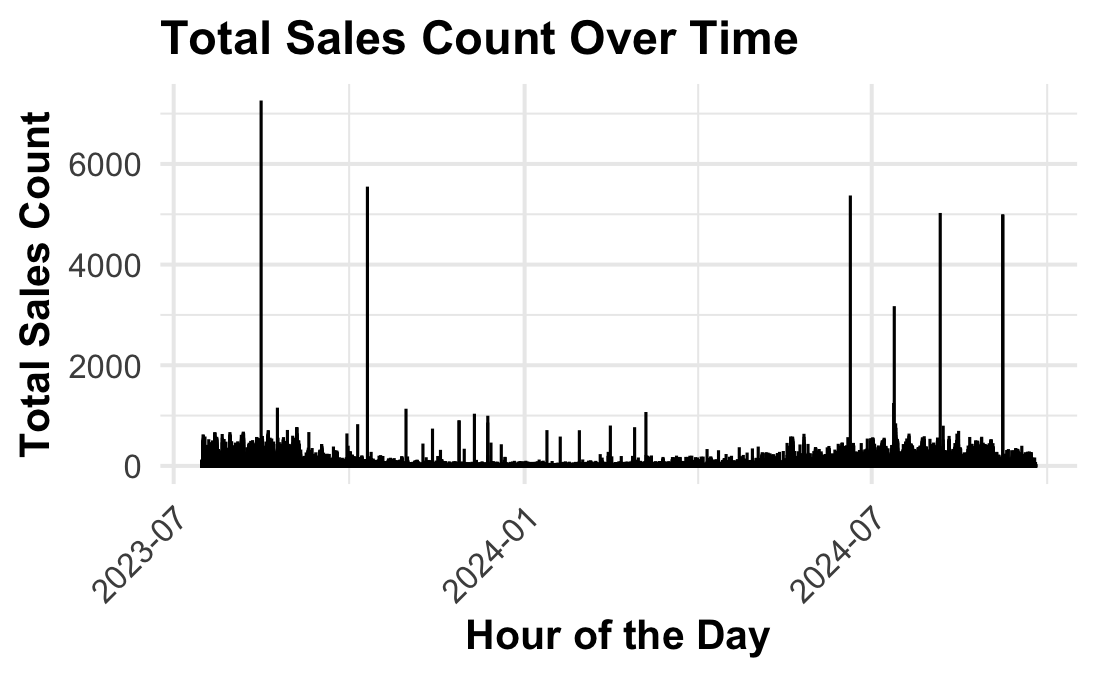 Total Sales Count Over Time
Total Sales Count
6000
4000
2000
0
2023-07
2024-01
2024-07
Hour of the Day